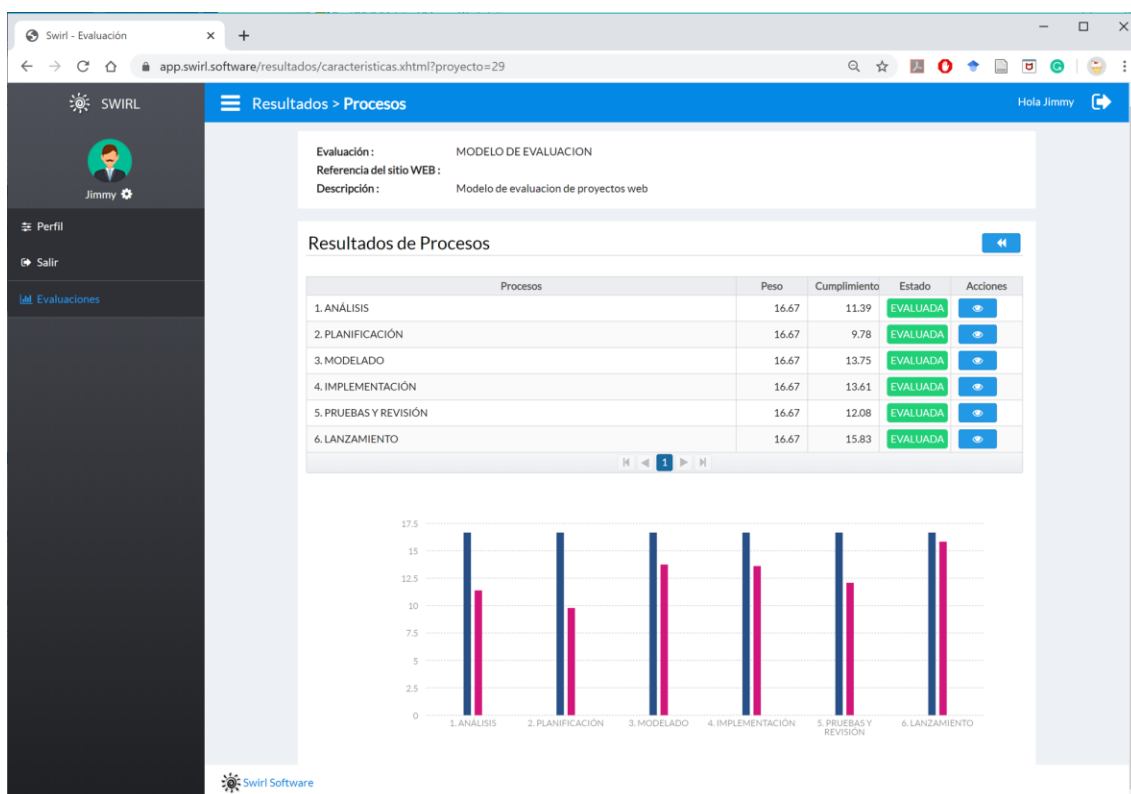 Swirl - Evaluación
app.swirl.software/resultados/caracteristicas.xhtml?proyecto=29
SWIRL
Resultados > Procesos
Hola Jimmy
Jimmy
Perfil
Salir
Evaluaciones
Evaluación : MODELO DE EVALUACION
Referencia del sitio WEB :
Descripción : Modelo de evaluacion de proyectos web
Resultados de Procesos
Procesos Peso Cumplimiento Estado Acciones
1. ANÁLISIS 16.67 11.39 EVALUADA
2. PLANIFICACIÓN 16.67 9.78 EVALUADA
3. MODELADO 16.67 13.75 EVALUADA
4. IMPLEMENTACIÓN 16.67 13.61 EVALUADA
5. PRUEBAS Y REVISIÓN 16.67 12.08 EVALUADA
6. LANZAMIENTO 16.67 15.83 EVALUADA
1
17.5
15
12.5
10
7.5
5
2.5
0
1. ANÁLISIS 2. PLANIFICACIÓN 3. MODELADO 4. IMPLEMENTACIÓN 5. PRUEBAS Y REVISIÓN 6. LANZAMIENTO
Swirl Software